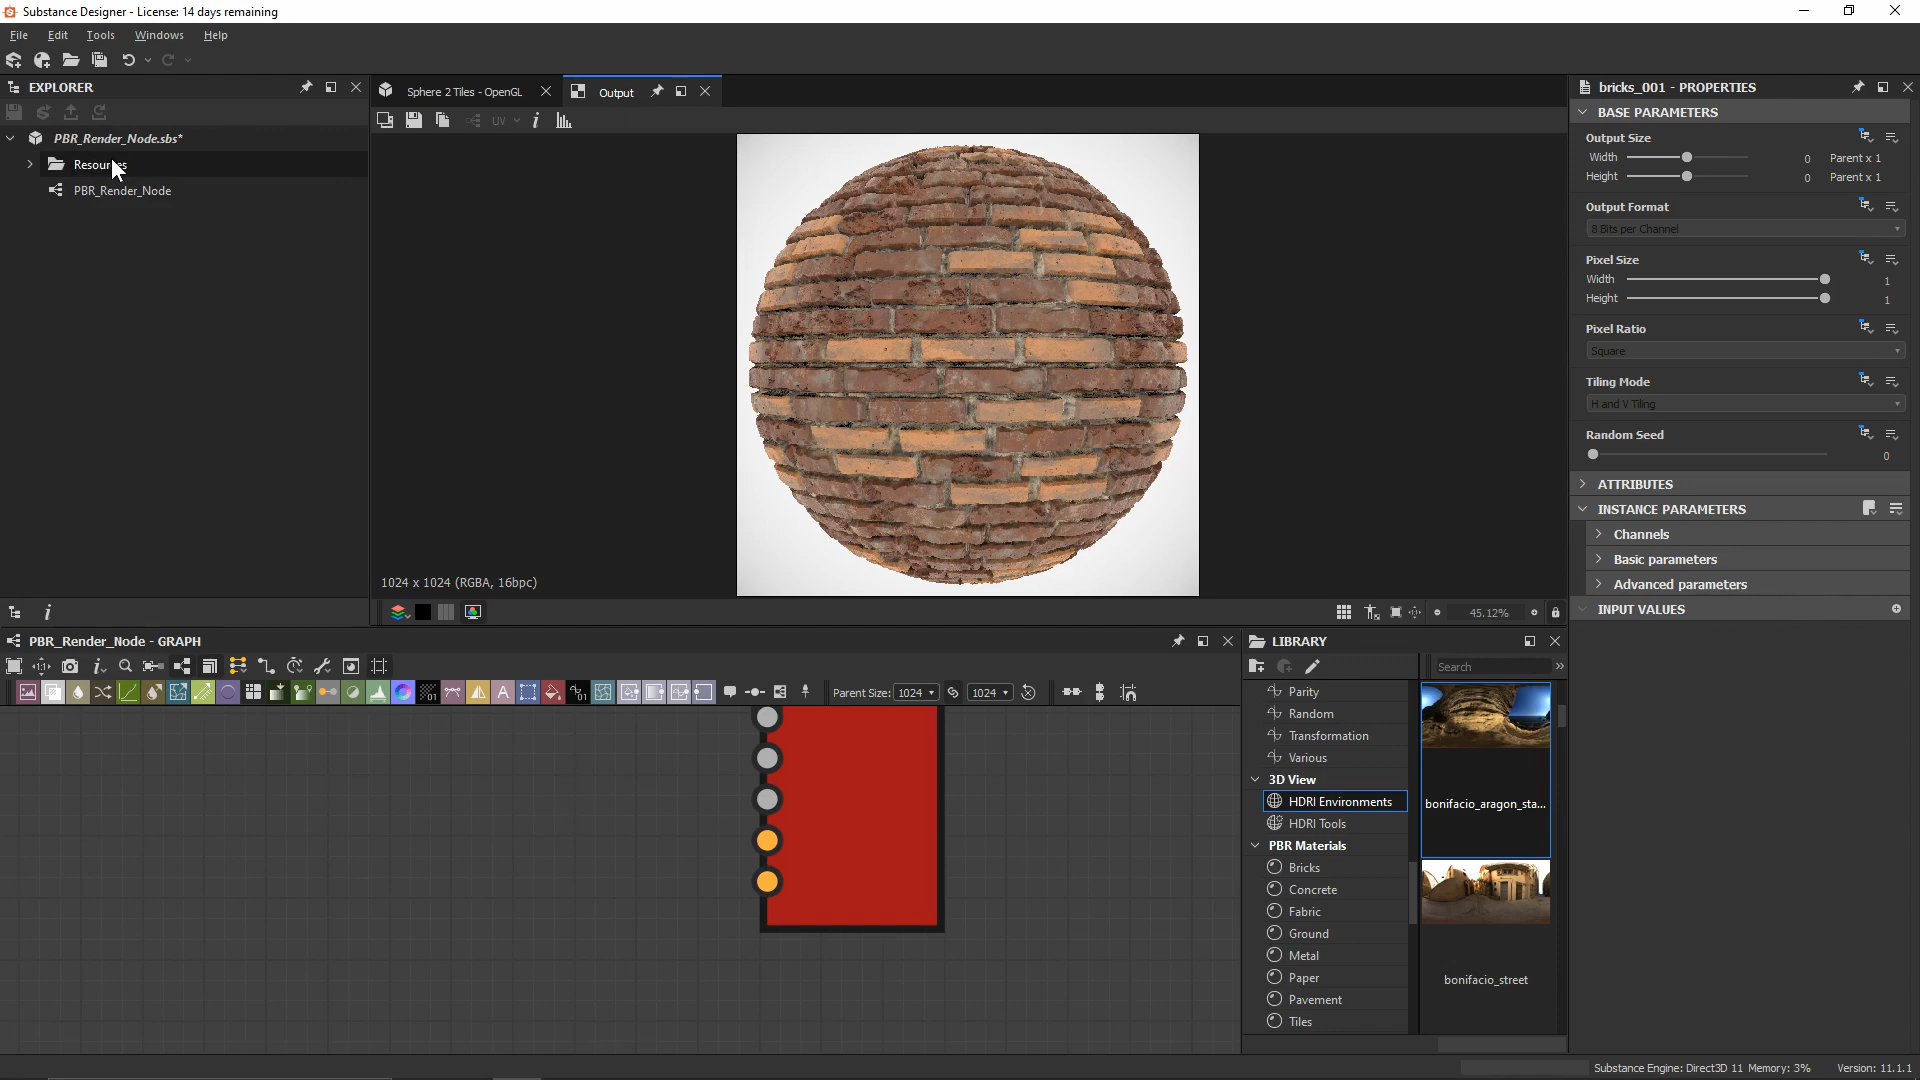 Substance Designer - License: 14 days remaining
File Edit Tools Windows Help
EXPLORER
PBR_Render_Node.sbs*
Resources
PBR_Render_Node
Sphere 2 Tiles - OpenGL
Output
UV
1024 x 1024 (RGBA, 16bpc)
45.12%
bricks_001 - PROPERTIES
BASE PARAMETERS
Output Size
Width 0 Parent x 1
Height 0 Parent x 1
Output Format
8 Bits per Channel
Pixel Size
Width 1
Height 1
Pixel Ratio
Square
Tiling Mode
H and V Tiling
Random Seed
0
ATTRIBUTES
INSTANCE PARAMETERS
Channels
Basic parameters
Advanced parameters
INPUT VALUES
PBR_Render_Node - GRAPH
Parent Size: 1024 1024
LIBRARY
Search
Parity
Random
Transformation
Various
3D View
HDRI Environments
HDRI Tools
PBR Materials
Bricks
Concrete
Fabric
Ground
Metal
Paper
Pavement
Tiles
bonifacio_aragon_sta...
bonifacio_street
Substance Engine: Direct3D 11 Memory: 3% Version: 11.1.1